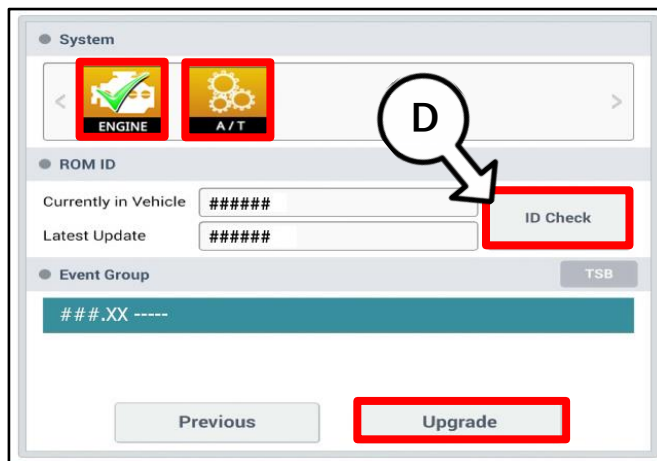 System
<
ENGINE
A/T
>
D
ROM ID
Currently in Vehicle ######
ID Check
Latest Update ######
Event Group
TSB
###.XX -----
Previous
Upgrade